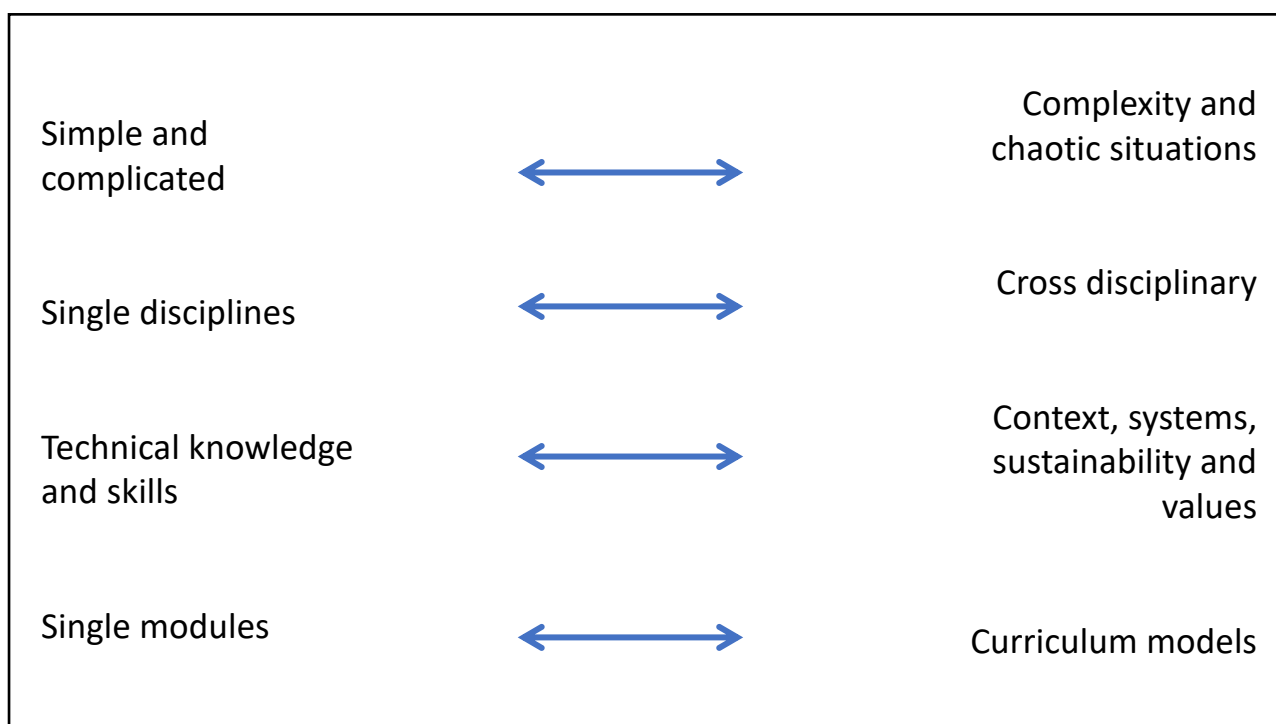 Simple and
complicated
Complexity and
chaotic situations
Single disciplines
Cross disciplinary
Technical knowledge
and skills
Context, systems,
sustainability and
values
Single modules
Curriculum models